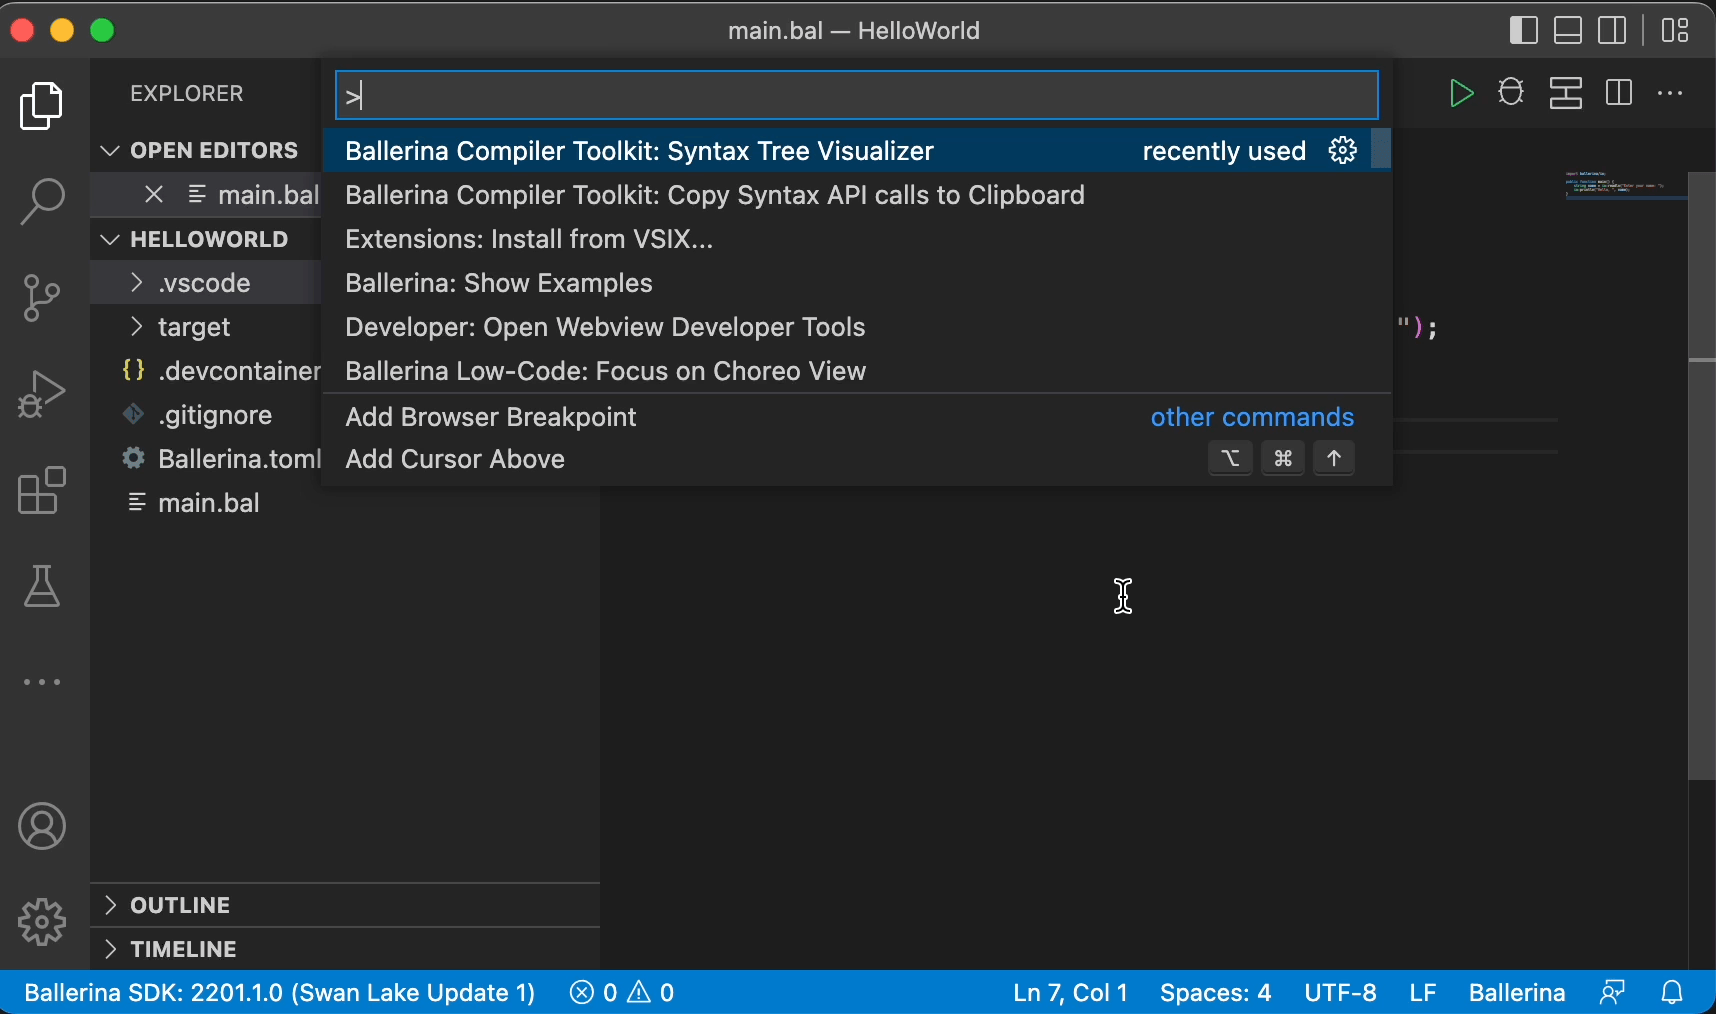 main.bal — HelloWorld
EXPLORER
>
OPEN EDITORS
main.bal
HELLOWORLD
.vscode
target
{} .devcontainer
.gitignore
Ballerina.toml
main.bal
Ballerina Compiler Toolkit: Syntax Tree Visualizer recently used
Ballerina Compiler Toolkit: Copy Syntax API calls to Clipboard
Extensions: Install from VSIX...
Ballerina: Show Examples
Developer: Open Webview Developer Tools
Ballerina Low-Code: Focus on Choreo View
Add Browser Breakpoint other commands
Add Cursor Above ⌥ ⌘ ↑
");
OUTLINE
TIMELINE
Ballerina SDK: 2201.1.0 (Swan Lake Update 1) 0 0 Ln 7, Col 1 Spaces: 4 UTF-8 LF Ballerina